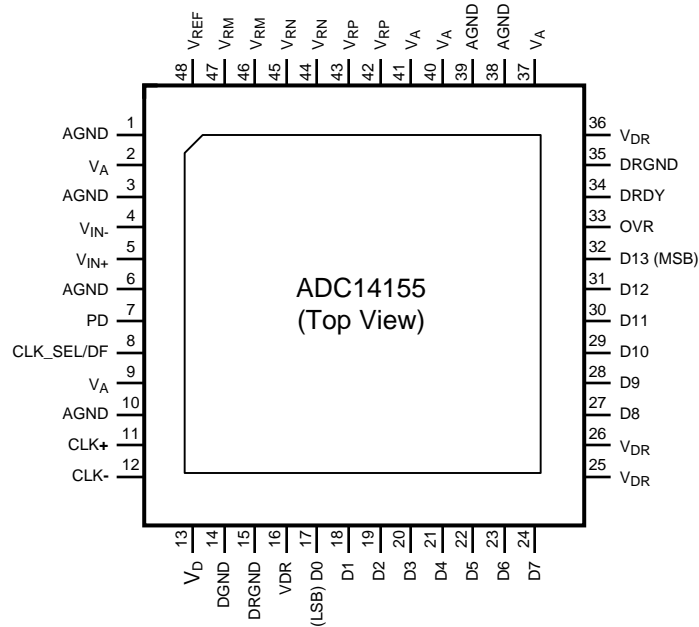 VREF VRM VRM VRN VRN VRP VRP VA VA AGND AGND VA
48 47 46 45 44 43 42 41 40 39 38 37
AGND 1
VA 2
AGND 3
VIN- 4
VIN+ 5
AGND 6
PD 7
CLK_SEL/DF 8
VA 9
AGND 10
CLK+ 11
CLK- 12
ADC14155
(Top View)
36 VDR
35 DRGND
34 DRDY
33 OVR
32 D13 (MSB)
31 D12
30 D11
29 D10
28 D9
27 D8
26 VDR
25 VDR
13 14 15 16 17 18 19 20 21 22 23 24
VD DGND DRGND VDR (LSB) D0 D1 D2 D3 D4 D5 D6 D7